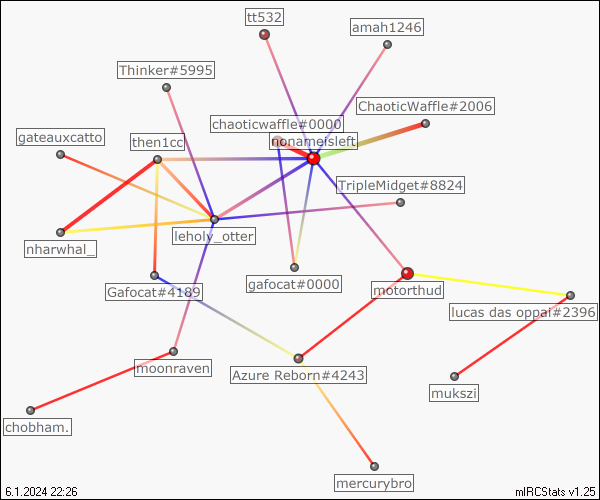 tt532
amah1246
Thinker#5995
ChaoticWaffle#2006
chaoticwaffle#0000
gateauxcatto
then1cc
nonameisleft
TripleMidget#8824
leholy_otter
nharwhal_
Gafocat#4189
gafocat#0000
motorthud
lucas das oppai#2396
moonraven
Azure Reborn#4243
mukszi
chobham.
mercurybro
6.1.2024 22:26
mIRCStats v1.25